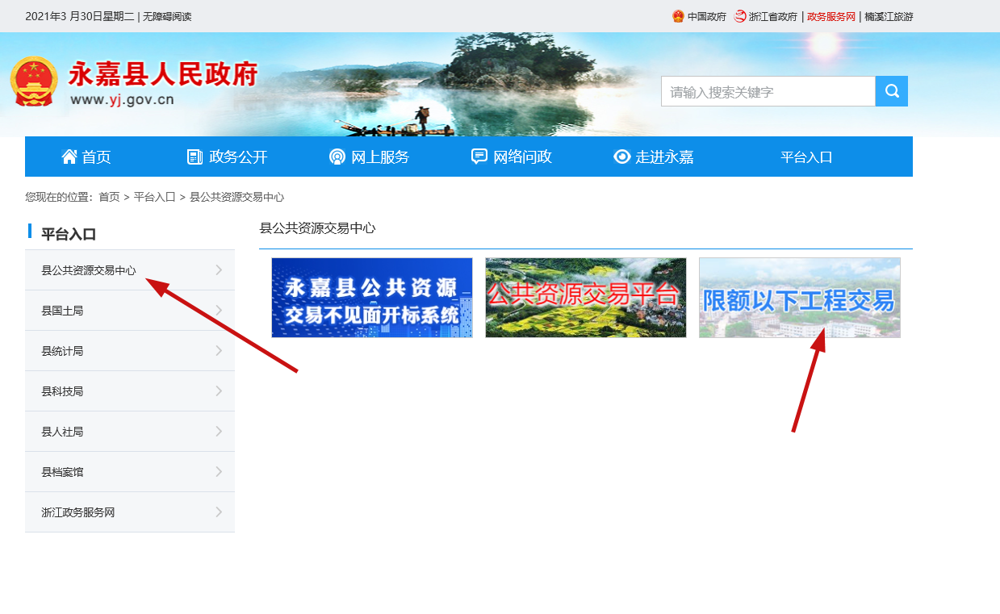 2021年3 月30日星期二 | 无障碍阅读
中国政府 浙江省政府 | 政务服务网 | 楠溪江旅游
永嘉县人民政府
www.yj.gov.cn
请输入搜索关键字
首页 政务公开 网上服务 网络问政 走进永嘉 平台入口
您现在的位置：首页 > 平台入口 > 县公共资源交易中心
平台入口
县公共资源交易中心
县国土局
县统计局
县科技局
县人社局
县档案馆
浙江政务服务网
县公共资源交易中心
永嘉县公共资源
交易不见面开标系统
公共资源交易平台
限额以下工程交易